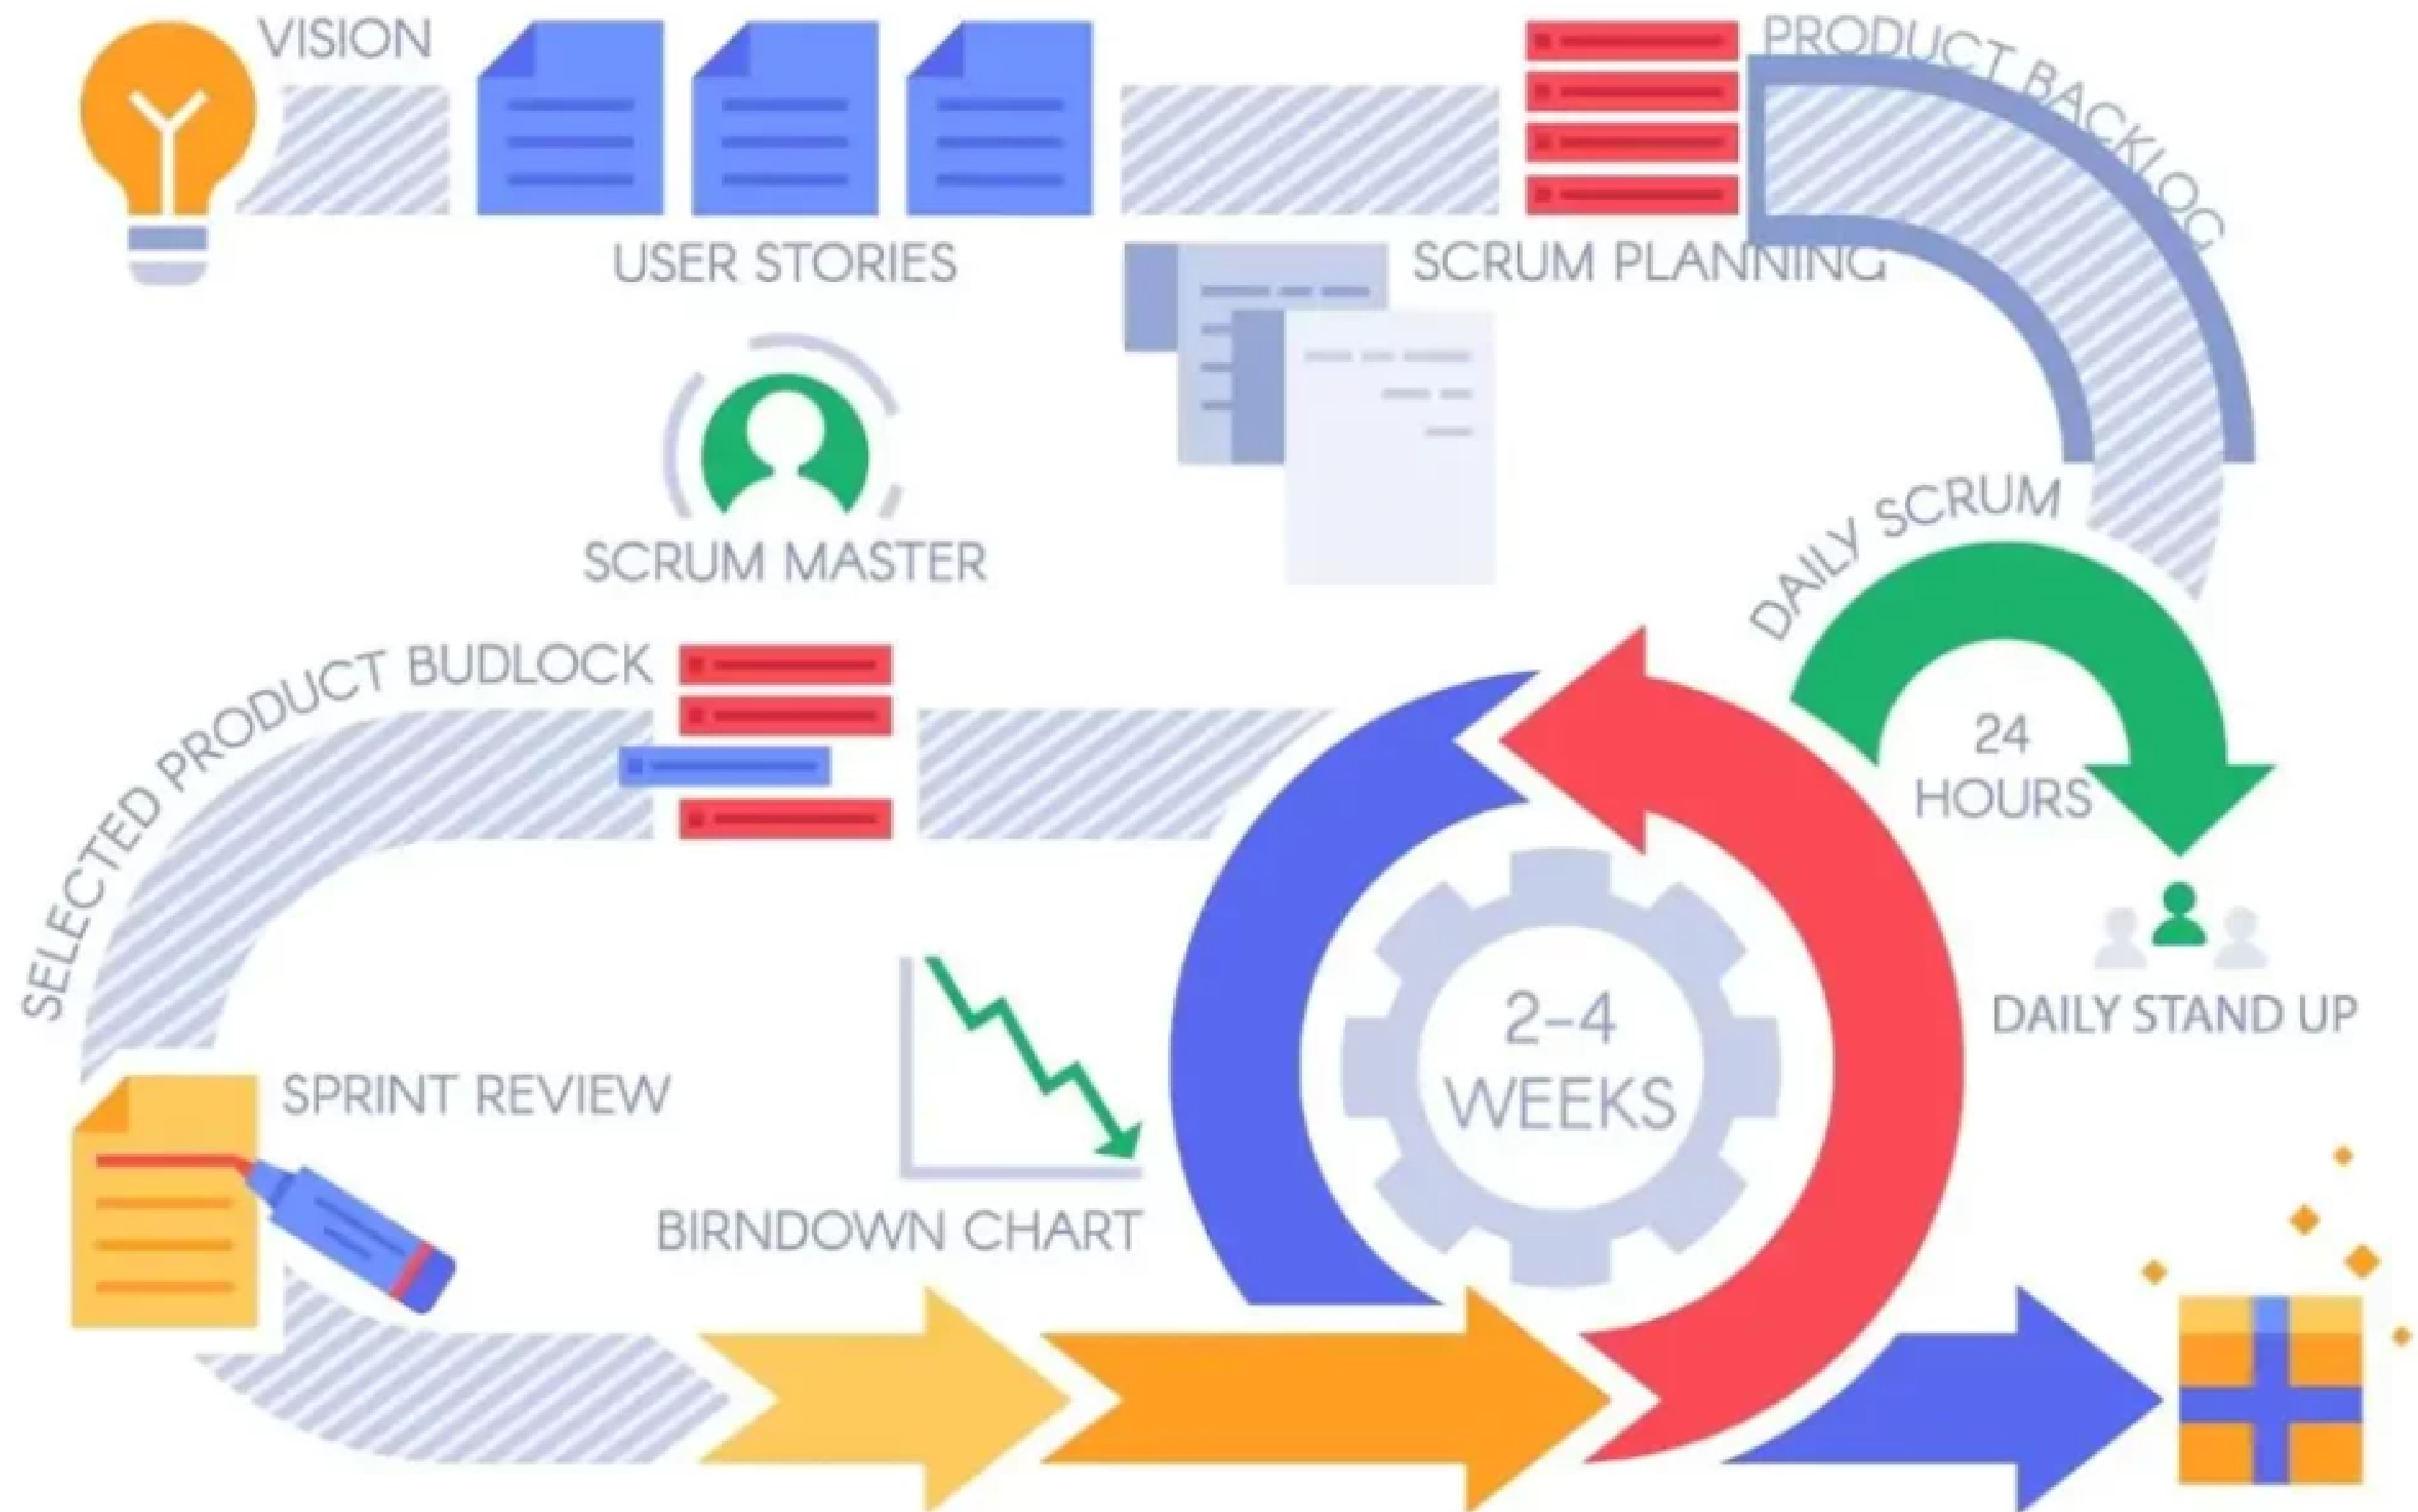 VISION
PRODUCT BACKLOG
USER STORIES
SCRUM PLANNING
SCRUM MASTER
DAILY SCRUM
24
HOURS
SELECTED PRODUCT BUDLOCK
DAILY STAND UP
2-4
WEEKS
SPRINT REVIEW
BIRNDOWN CHART